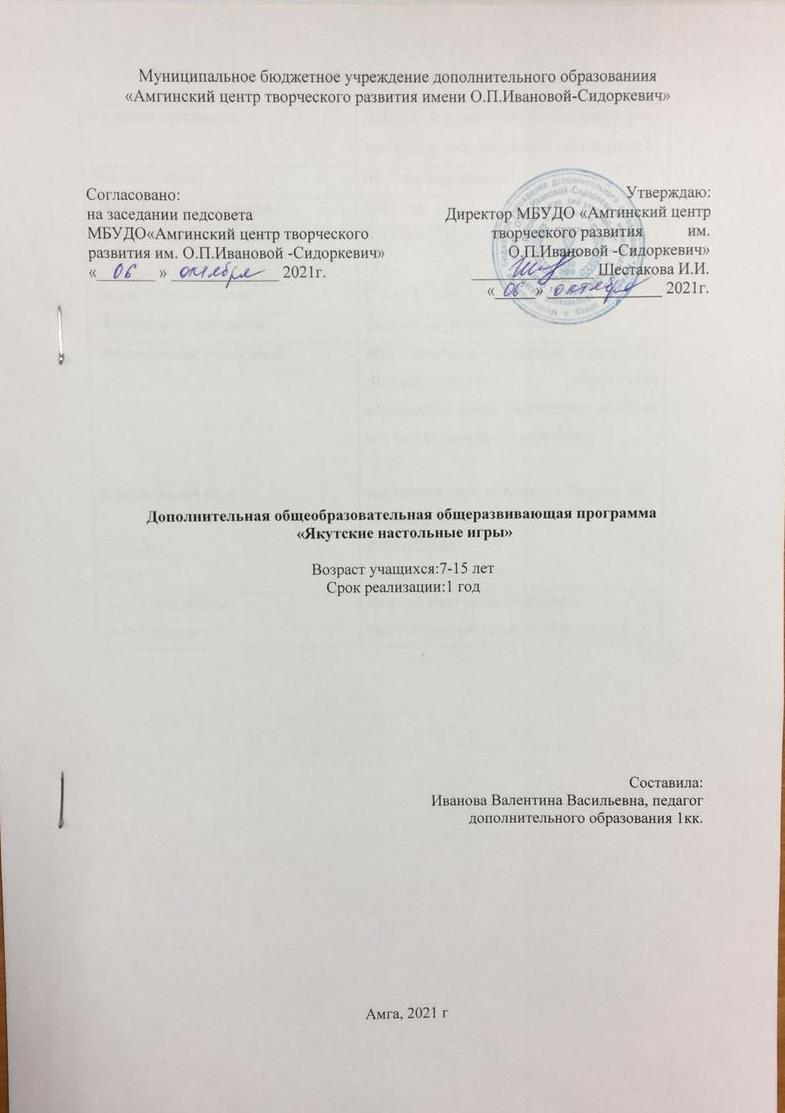 Муниципальное бюджетное учреждение дополнительного образованиия
«Амгинский центр творческого развития имени О.П.Ивановой-Сидоркевич»
Согласовано:
на заседании педсовета
МБУДО«Амгинский центр творческого
развития им. О.П.Ивановой -Сидоркевич»
«06» октября 2021г.
Утверждаю:
Директор МБУДО «Амгинский центр
творческого развития им.
О.П.Ивановой -Сидоркевич»
Шестакова И.И.
«06» октября 2021г.
Дополнительная общеобразовательная общеразвивающая программа
«Якутские настольные игры»
Возраст учащихся:7-15 лет
Срок реализации:1 год
Составила:
Иванова Валентина Васильевна, педагог
дополнительного образования 1кк.
Амга, 2021 г